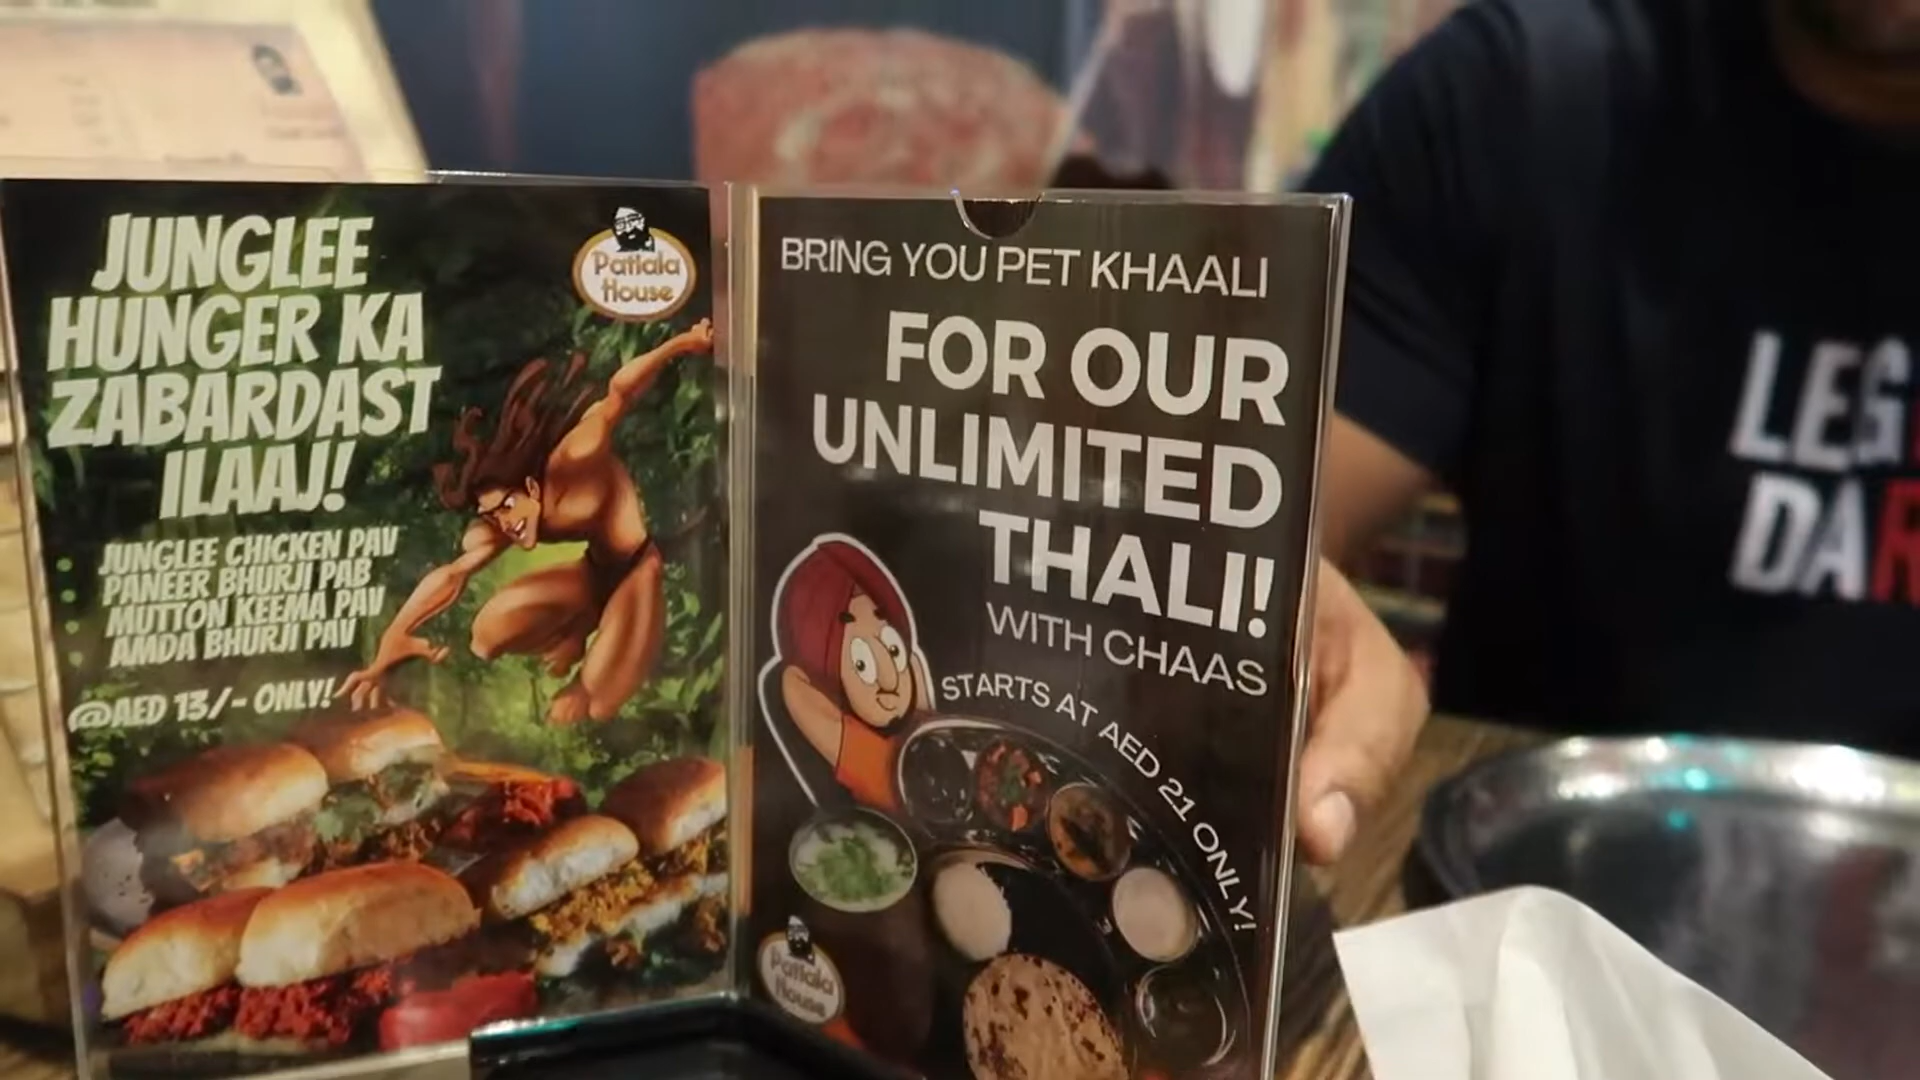 JUNGLEE
HUNGER KA
ZABARDAST
ILAAJ!
JUNGLEE CHICKEN PAV
PANEER BHURJI PAB
MUTTON KEEMA PAV
AMDA BHURJI PAV
@AED 13/- ONLY!
Patiala
House
BRING YOU PET KHAALI
FOR OUR
UNLIMITED
THALI!
WITH CHAAS
STARTS AT AED 21 ONLY!
Patiala
House
LEG
DAR